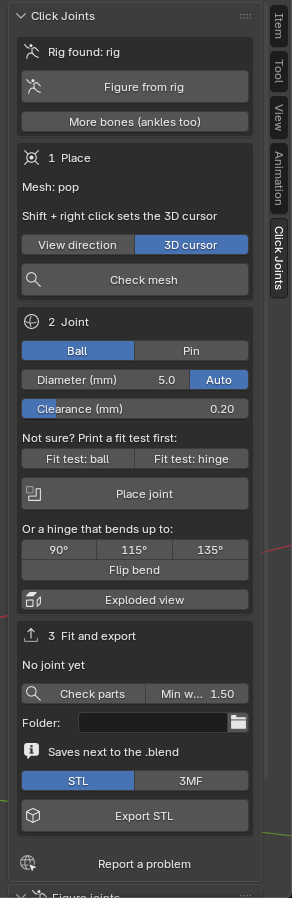 Click Joints
Rig found: rig
Figure from rig
More bones (ankles too)
1 Place
Mesh: pop
Shift + right click sets the 3D cursor
View direction 3D cursor
Check mesh
2 Joint
Ball Pin
Diameter (mm) 5.0 Auto
Clearance (mm) 0.20
Not sure? Print a fit test first:
Fit test: ball Fit test: hinge
Place joint
Or a hinge that bends up to:
90° 115° 135°
Flip bend
Exploded view
3 Fit and export
No joint yet
Check parts Min w... 1.50
Folder:
Saves next to the .blend
STL 3MF
Export STL
Report a problem
Figure joints
Item
Tool
View
Animation
Click Joints